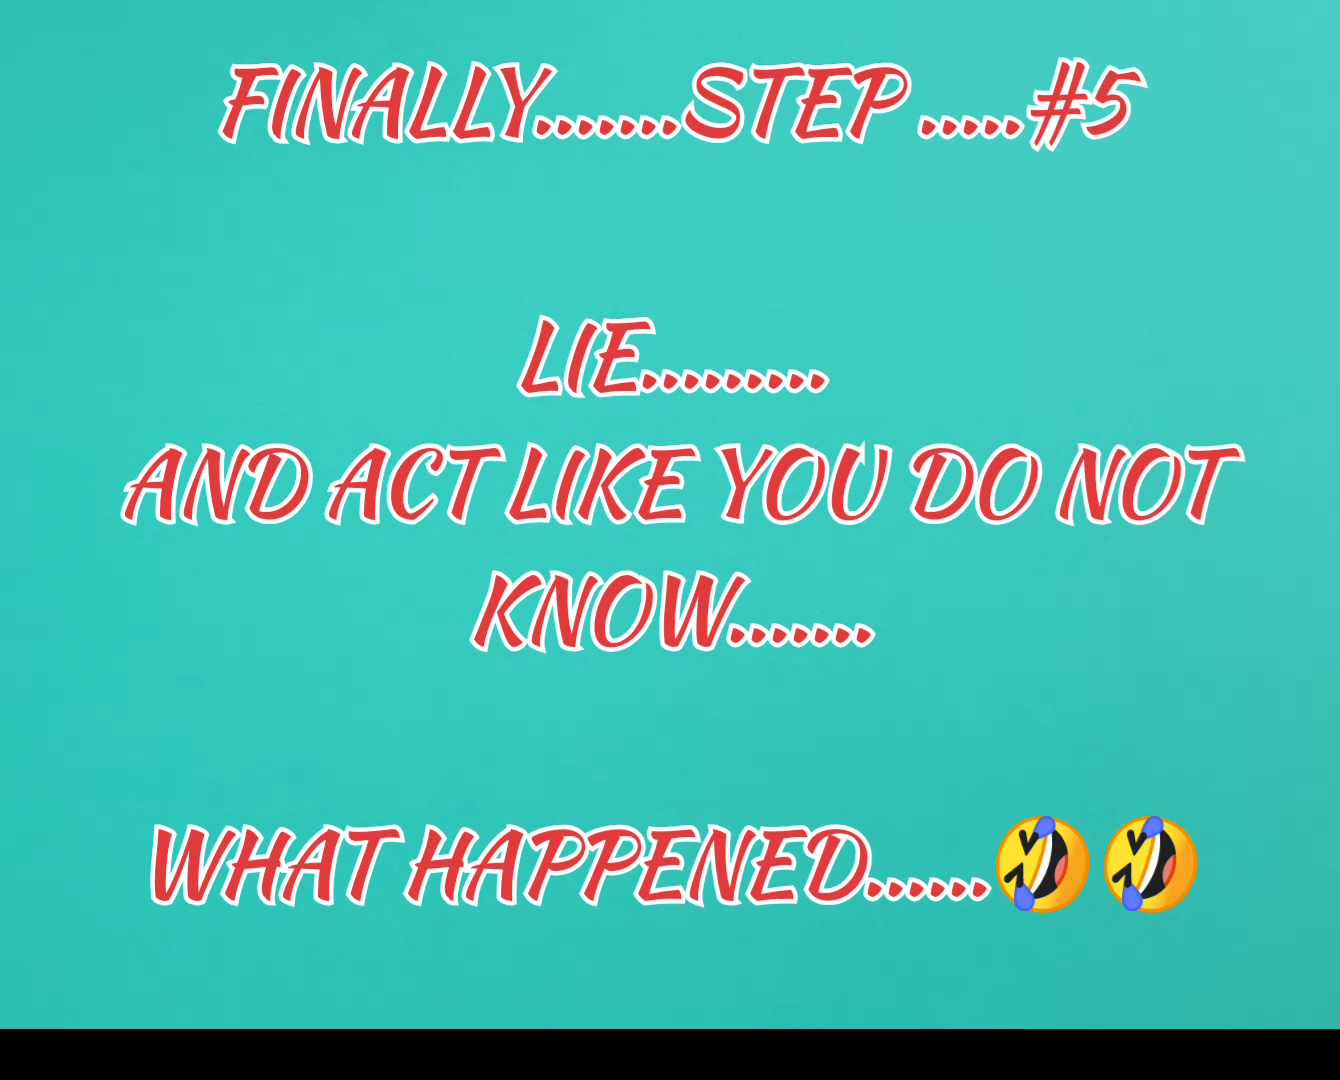 FINALLY.......STEP .....#5
LIE.........
AND ACT LIKE YOU DO NOT
KNOW.......
WHAT HAPPENED......🤣🤣